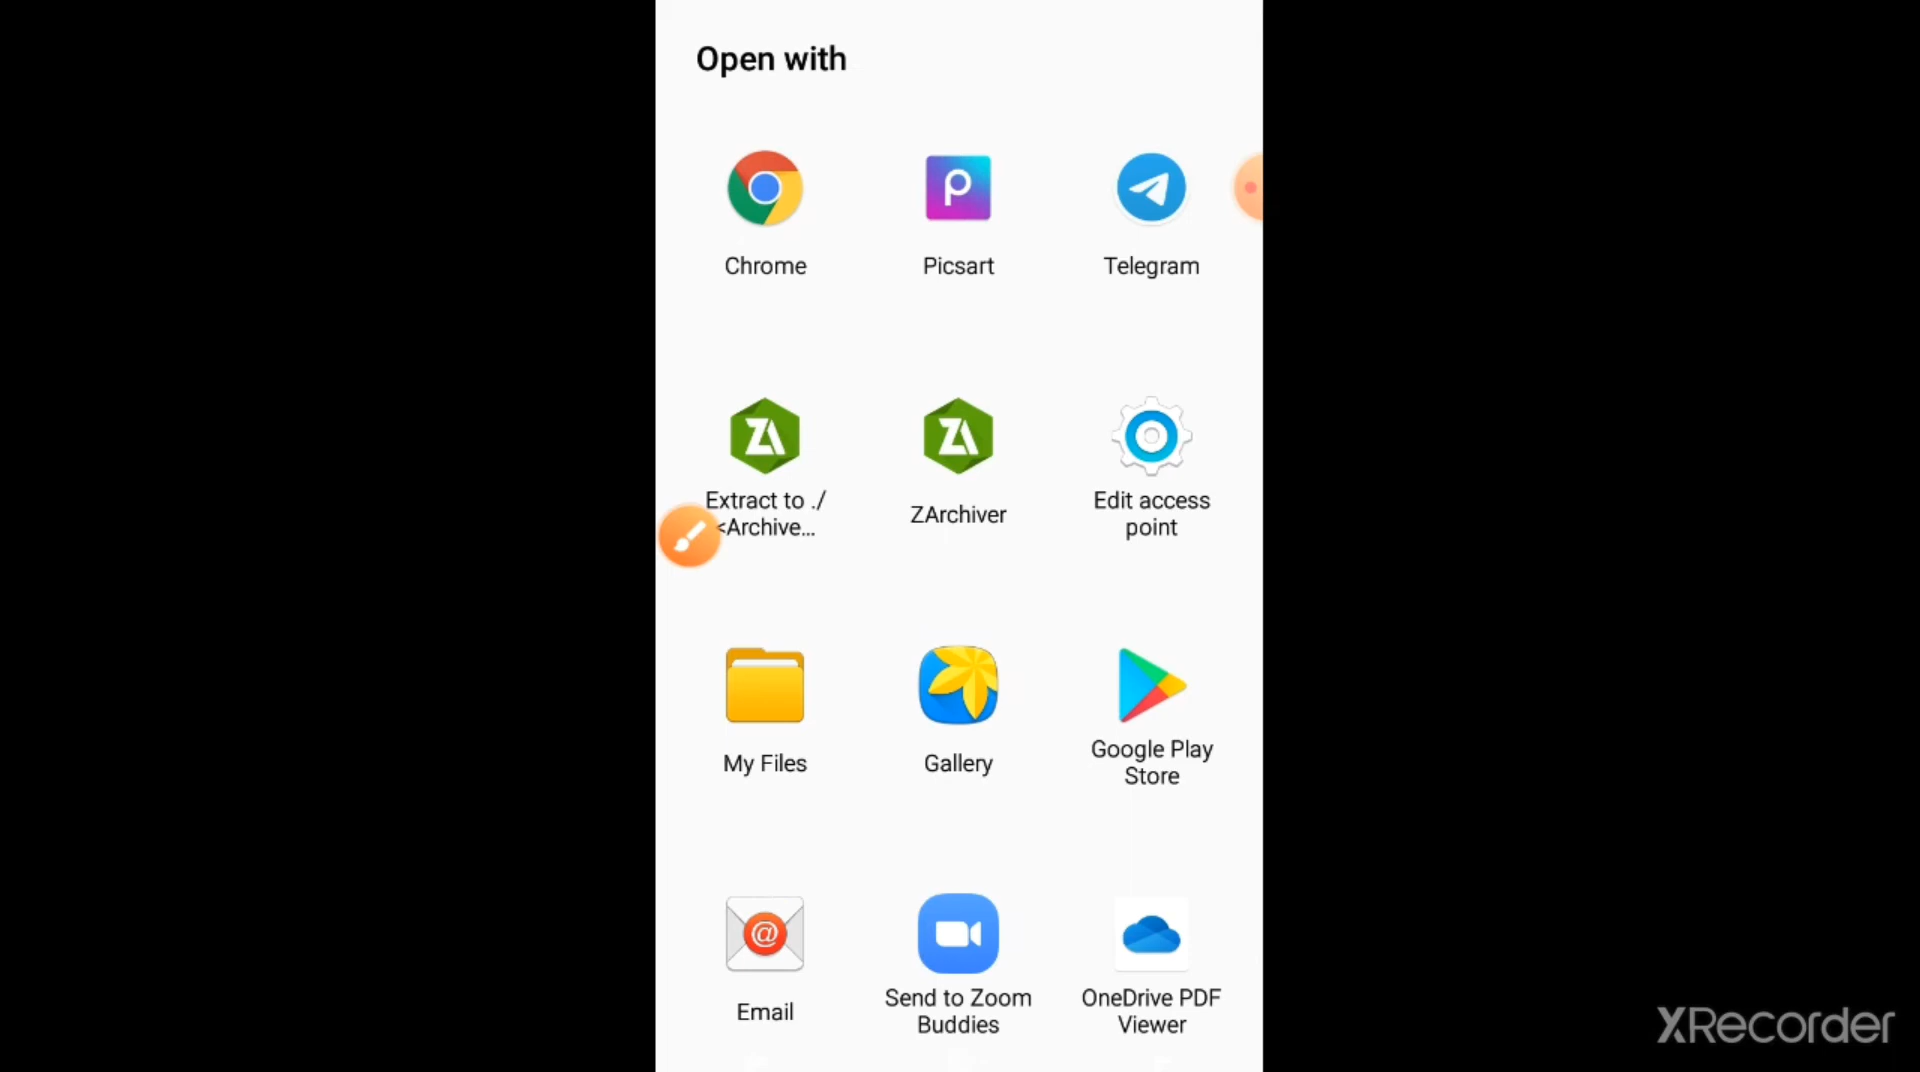 Open with
Chrome
Picsart
Telegram
Extract to ./
<Archive...
ZArchiver
Edit access
point
My Files
Gallery
Google Play
Store
Email
Send to Zoom
Buddies
OneDrive PDF
Viewer
XRecorder